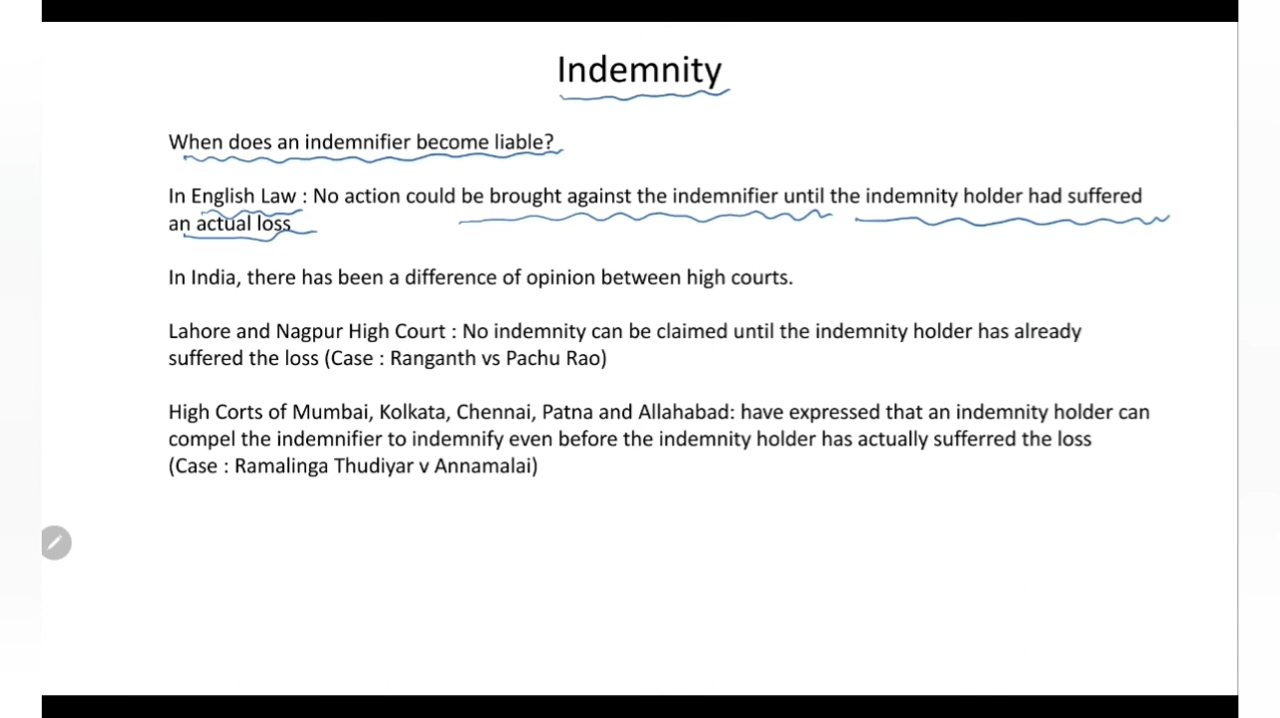 Indemnity
When does an indemnifier become liable?
In English Law : No action could be brought against the indemnifier until the indemnity holder had suffered
an actual loss
In India, there has been a difference of opinion between high courts.
Lahore and Nagpur High Court : No indemnity can be claimed until the indemnity holder has already
suffered the loss (Case : Ranganth vs Pachu Rao)
High Corts of Mumbai, Kolkata, Chennai, Patna and Allahabad: have expressed that an indemnity holder can
compel the indemnifier to indemnify even before the indemnity holder has actually sufferred the loss
(Case : Ramalinga Thudiyar v Annamalai)